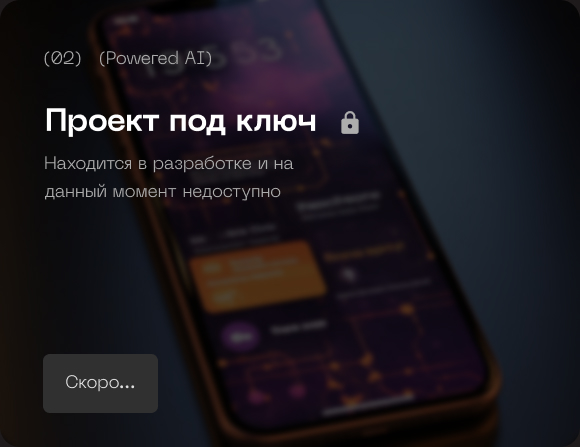 (02) (Powered AI)
Проект под ключ
Находится в разработке и на
данный момент недоступно
Скоро...